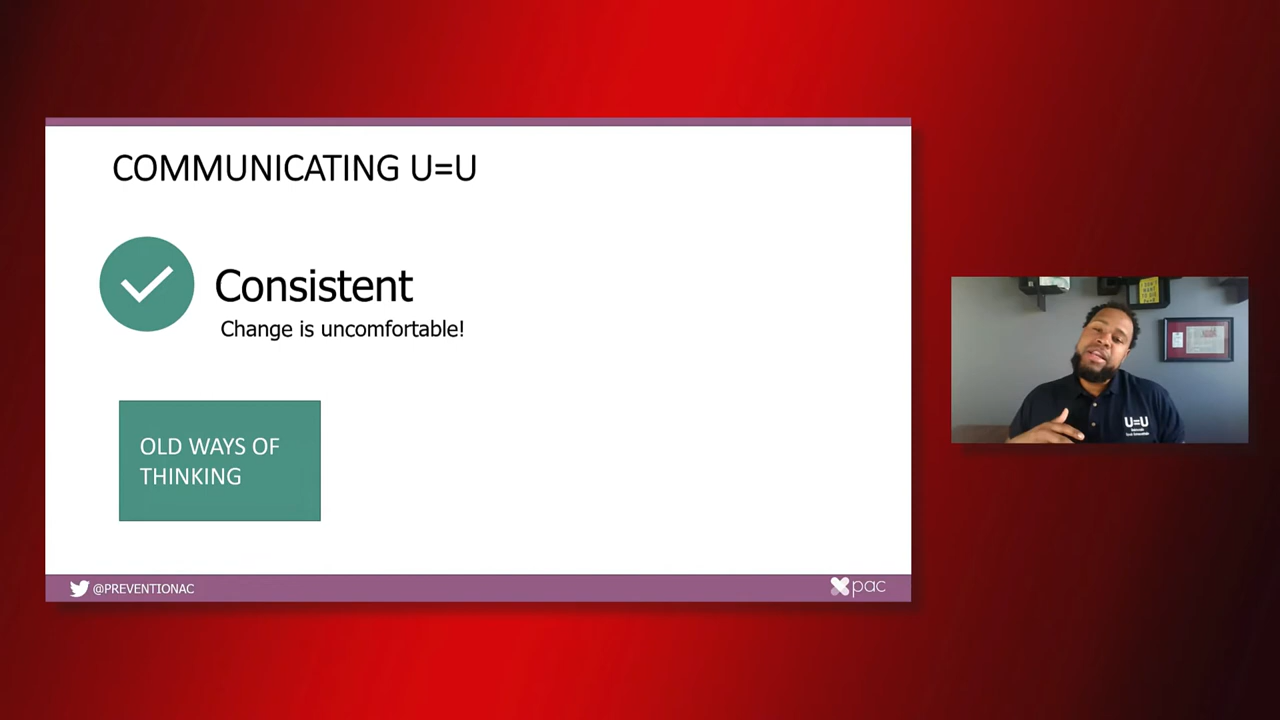 COMMUNICATING U=U
Consistent
Change is uncomfortable!
OLD WAYS OF
THINKING
@PREVENTIONAC
pac
U=U